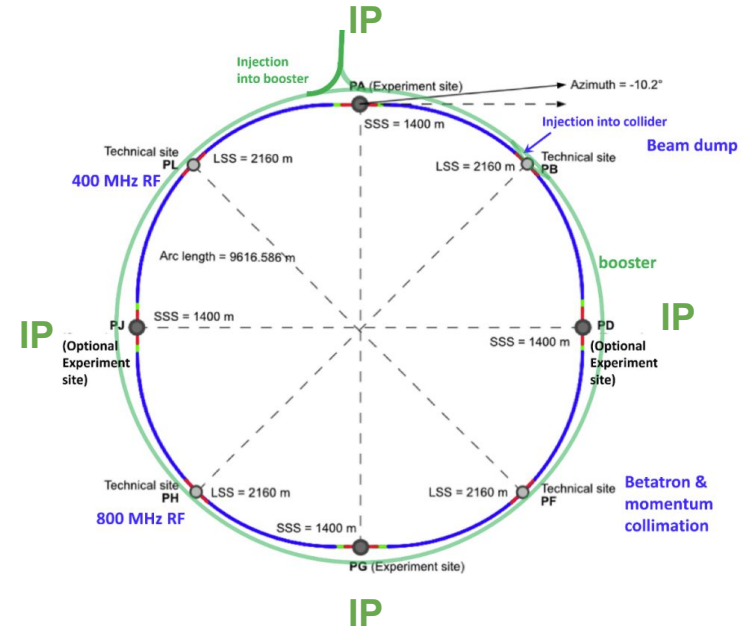 IP
Injection
into booster
PA (Experiment site)
Azimuth = -10.2°
SSS = 1400 m
Injection into collider
Beam dump
Technical site
PL
LSS = 2160 m
400 MHz RF
LSS = 2160 m
Technical site
PB
Arc length = 9616.586 m
booster
IP
PJ
SSS = 1400 m
(Optional
Experiment
site)
SSS = 1400 m
PD
(Optional
Experiment
site)
IP
Technical site
PH
LSS = 2160 m
800 MHz RF
LSS = 2160 m
Technical site
PF
Betatron &
momentum
collimation
SSS = 1400 m
PG (Experiment site)
IP